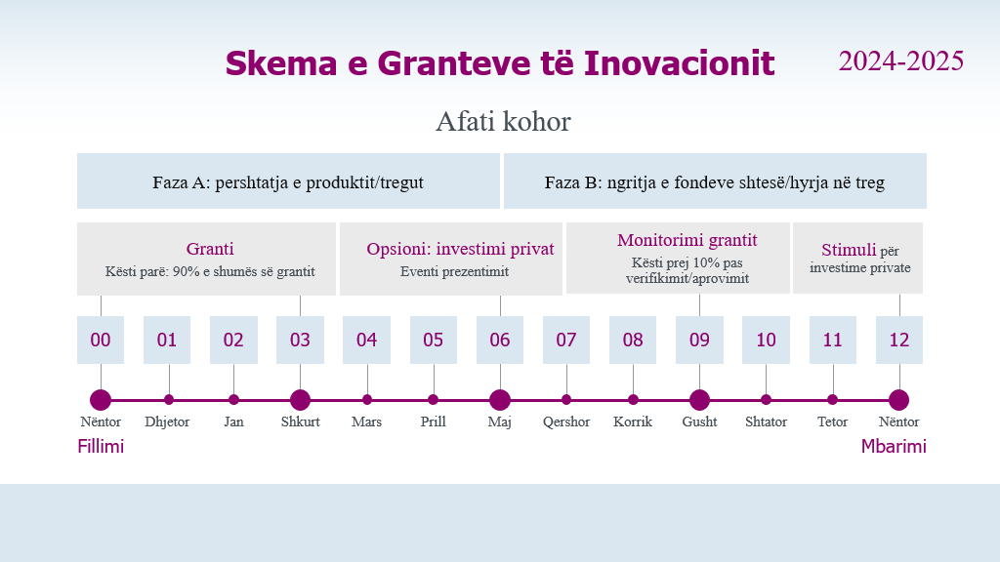 Skema e Granteve të Inovacionit
2024-2025
Afati kohor
Faza A: pershtatja e produktit/tregut
Faza B: ngritja e fondeve shtesë/hyrja në treg
Granti
Kësti parë: 90% e shumës së grantit
Opsioni: investimi privat
Eventi prezentimit
Monitorimi grantit
Kësti prej 10% pas
verifikimit/aprovimit
Stimuli për
investime private
00
01
02
03
04
05
06
07
08
09
10
11
12
Nëntor
Dhjetor
Jan
Shkurt
Mars
Prill
Maj
Qershor
Korrik
Gusht
Shtator
Tetor
Nëntor
Fillimi
Mbarimi